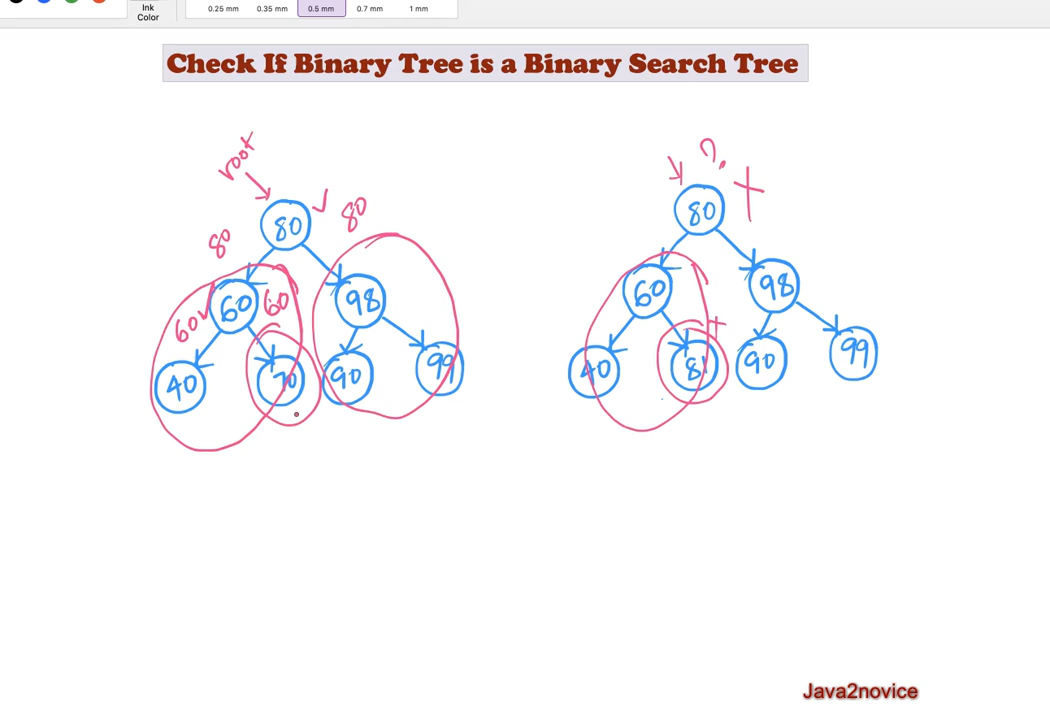 Ink
Color
0.25 mm 0.35 mm 0.5 mm 0.7 mm 1 mm
Check If Binary Tree is a Binary Search Tree
root
?
80 80 80
80
60 60 60 98 60 98
40 70 90 99 40 81 90 99
Java2novice